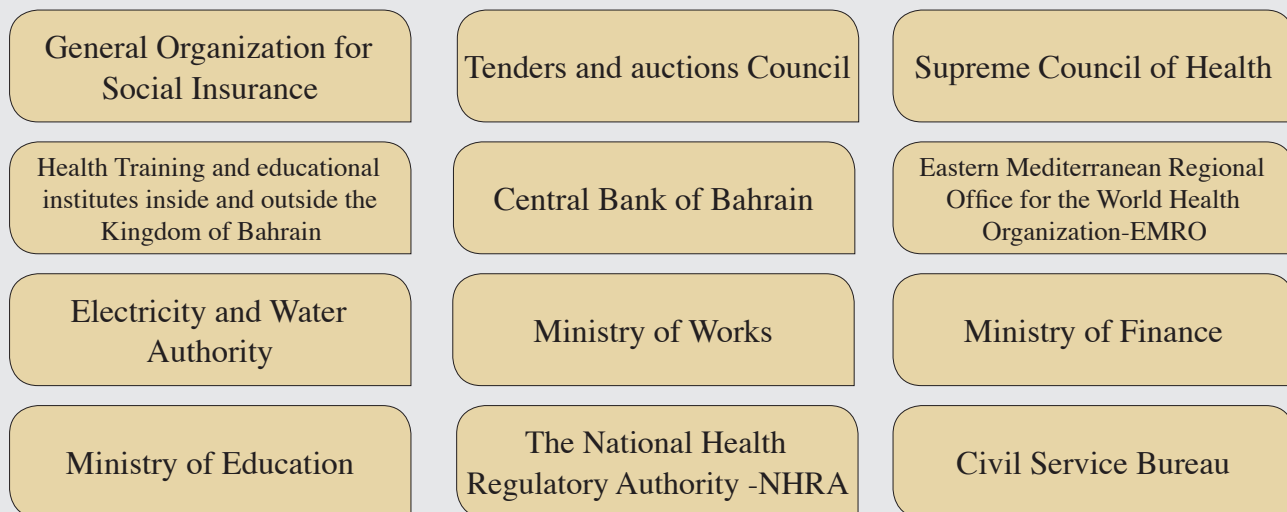 General Organization for
Social Insurance
Tenders and auctions Council
Supreme Council of Health
Health Training and educational
institutes inside and outside the
Kingdom of Bahrain
Central Bank of Bahrain
Eastern Mediterranean Regional
Office for the World Health
Organization-EMRO
Electricity and Water
Authority
Ministry of Works
Ministry of Finance
Ministry of Education
The National Health
Regulatory Authority -NHRA
Civil Service Bureau